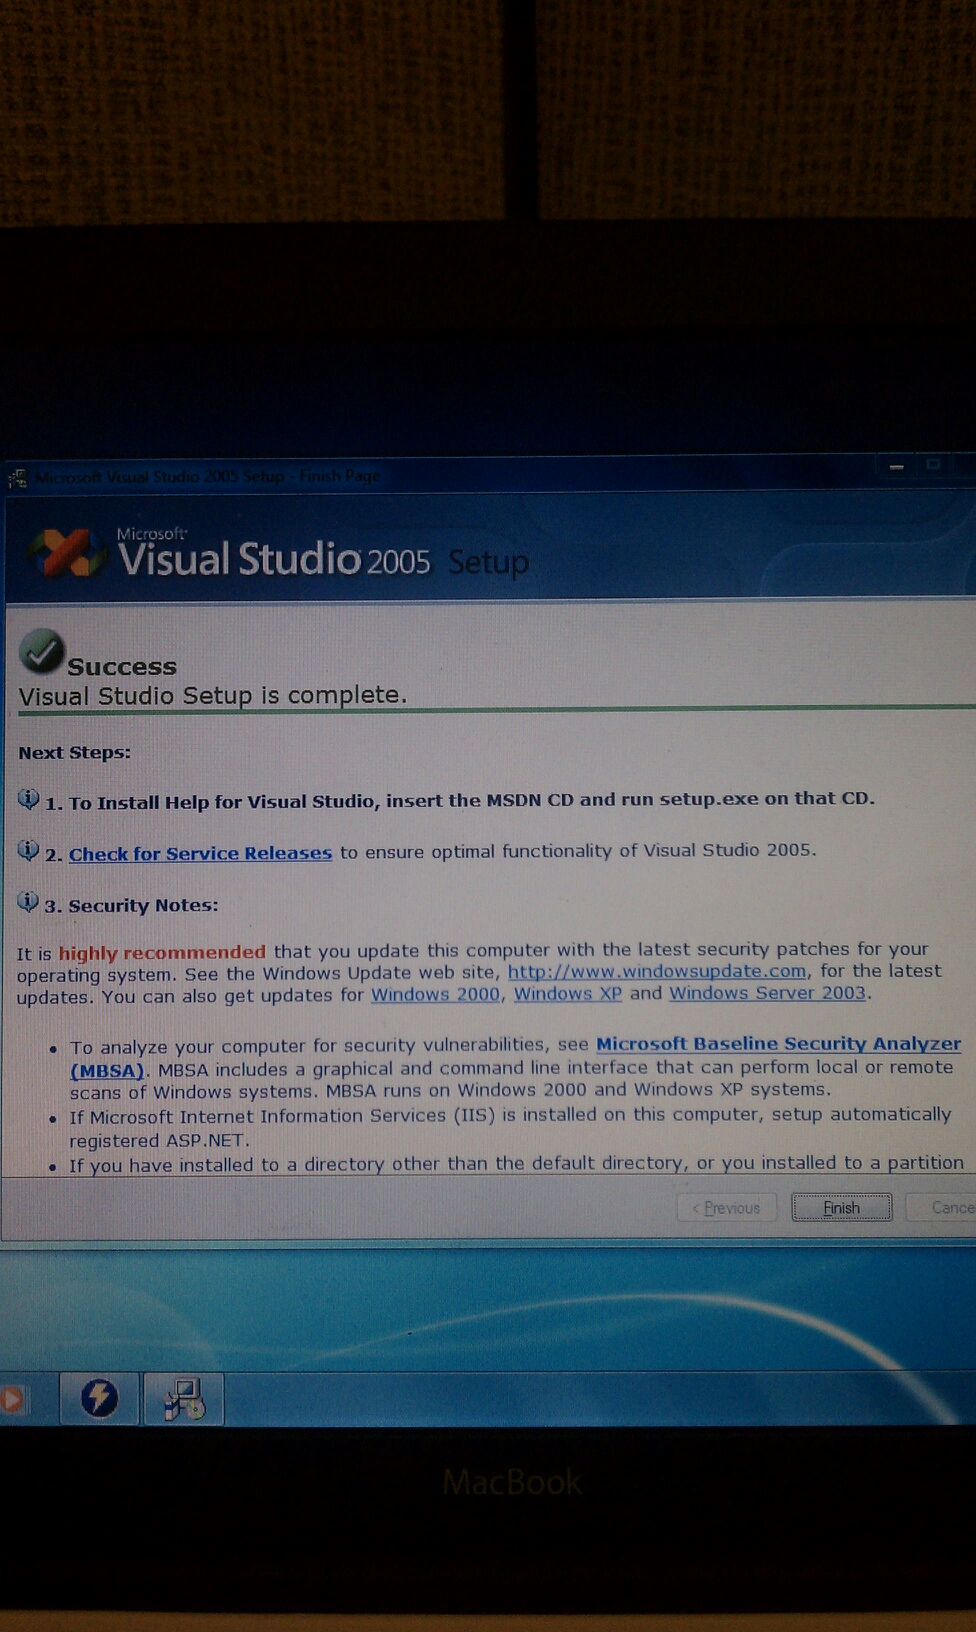 Microsoft Visual Studio 2005 Setup - Finish Page
Microsoft
Visual Studio 2005 Setup
Success
Visual Studio Setup is complete.
Next Steps:
1. To Install Help for Visual Studio, insert the MSDN CD and run setup.exe on that CD.
2. Check for Service Releases to ensure optimal functionality of Visual Studio 2005.
3. Security Notes:
It is highly recommended that you update this computer with the latest security patches for your
operating system. See the Windows Update web site, http://www.windowsupdate.com, for the latest
updates. You can also get updates for Windows 2000, Windows XP and Windows Server 2003.
• To analyze your computer for security vulnerabilities, see Microsoft Baseline Security Analyzer
(MBSA). MBSA includes a graphical and command line interface that can perform local or remote
scans of Windows systems. MBSA runs on Windows 2000 and Windows XP systems.
• If Microsoft Internet Information Services (IIS) is installed on this computer, setup automatically
registered ASP.NET.
• If you have installed to a directory other than the default directory, or you installed to a partition
< Previous Finish Cance
MacBook